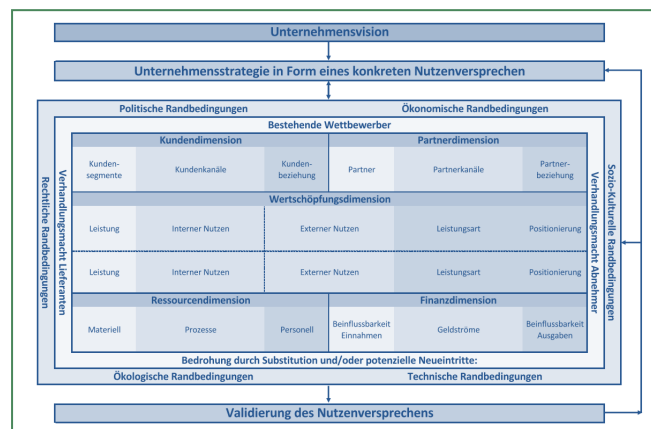 Unternehmensvision
Unternehmensstrategie in Form eines konkreten Nutzenversprechen
Politische Randbedingungen
Ökonomische Randbedingungen
Rechtliche Randbedingungen
Verhandlungsmacht Lieferanten
Bestehende Wettbewerber
Kundendimension
Partnerdimension
Kunden-
segmente
Kundenkanäle
Kunden-
beziehung
Partner
Partnerkanäle
Partner-
beziehung
Wertschöpfungsdimension
Leistung
Interner Nutzen
Externer Nutzen
Leistungsart
Positionierung
Leistung
Interner Nutzen
Externer Nutzen
Leistungsart
Positionierung
Ressourcendimension
Finanzdimension
Materiell
Prozesse
Personell
Beeinflussbarkeit
Einnahmen
Geldströme
Beeinflussbarkeit
Ausgaben
Verhandlungsmacht Abnehmer
Sozio-Kulturelle Randbedingungen
Bedrohung durch Substitution und/oder potenzielle Neueintritte:
Ökologische Randbedingungen
Technische Randbedingungen
Validierung des Nutzenversprechens